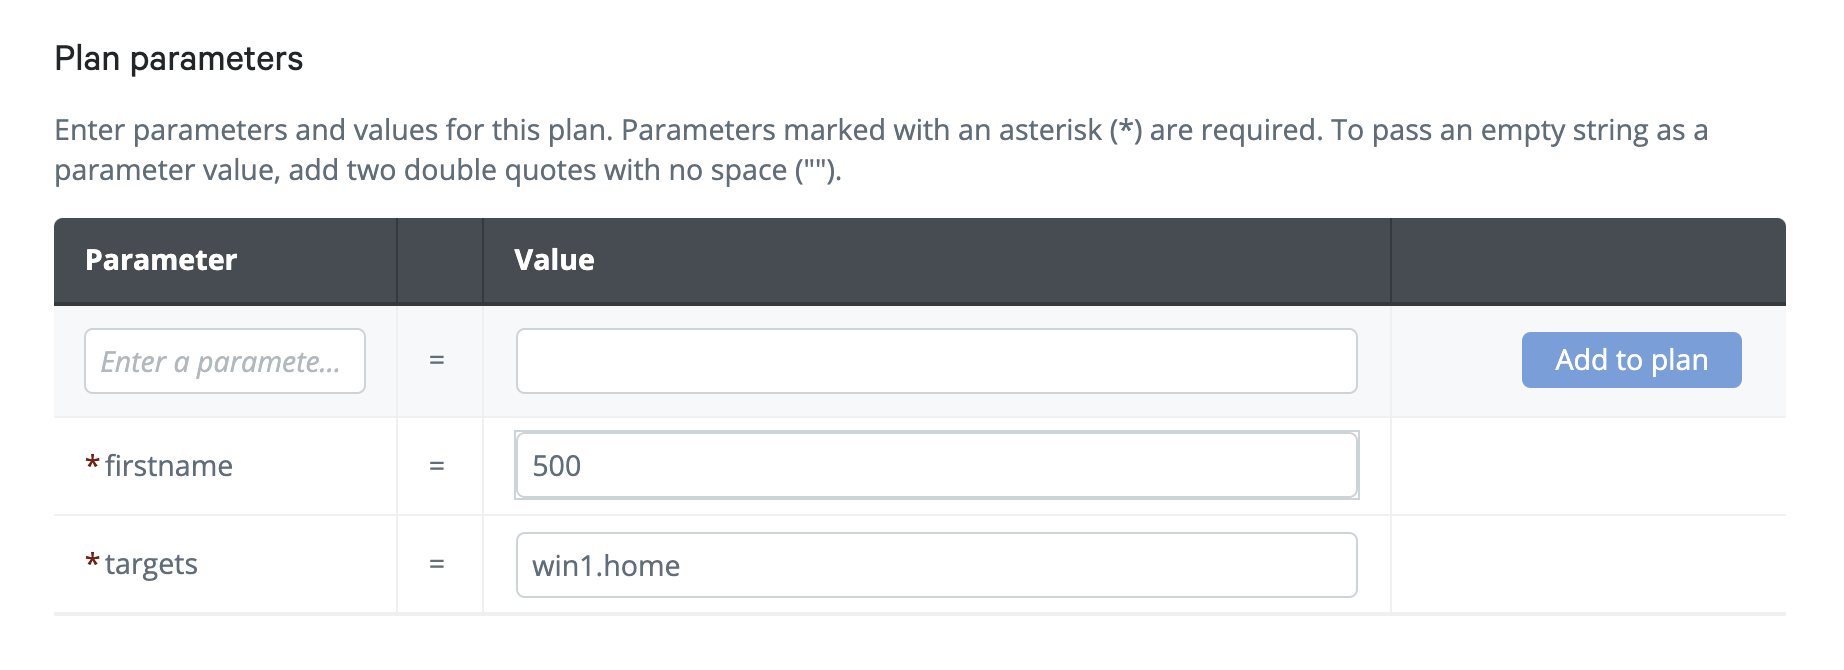 Plan parameters
Enter parameters and values for this plan. Parameters marked with an asterisk (*) are required. To pass an empty string as a
parameter value, add two double quotes with no space ("").
Parameter Value
Enter a paramete... = Add to plan
* firstname = 500
* targets = win1.home